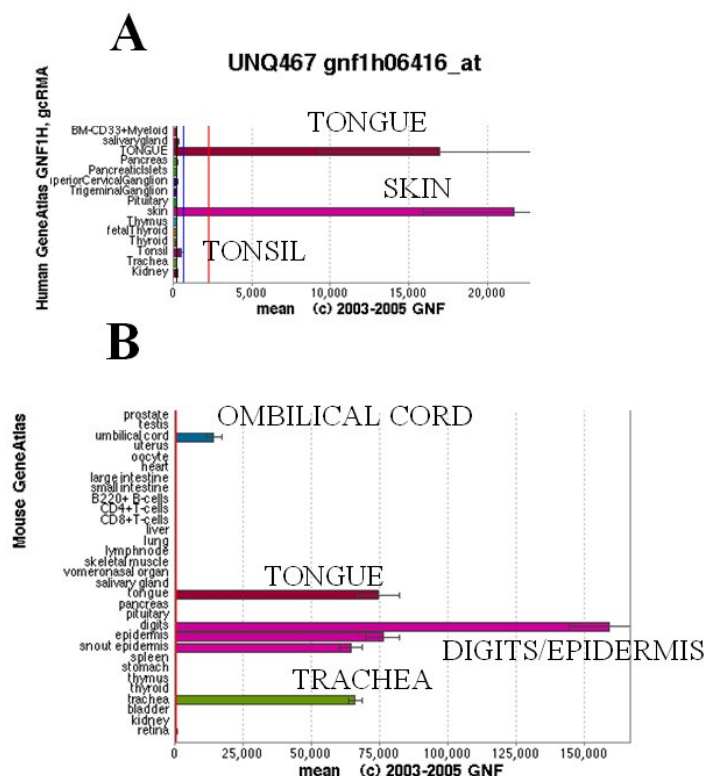 A
UNQ467 gnf1h06416_at
Human GeneAtlas GNF1H, gcRMA
BM-CD33+Myeloid
salivarygland
TONGUE
Pancreas
PancreaticIslets
uperiorCervicalGanglion
TrigeminalGanglion
Pituitary
skin
Thymus
fetalThyroid
Thyroid
Tonsil
Trachea
Kidney
TONGUE
SKIN
TONSIL
0 5,000 10,000 15,000 20,000
mean (c) 2003-2005 GNF
B
Mouse GeneAtlas
prostate
testis
umbilical cord
uterus
oocyte
heart
large intestine
small intestine
B220+ B-cells
CD4+T-cells
CD8+T-cells
liver
lung
lymphnode
skeletal muscle
vomeronasal organ
salivary gland
tongue
pancreas
pituitary
digits
epidermis
snout epidermis
spleen
stomach
thymus
thyroid
trachea
bladder
kidney
retina
OMBILICAL CORD
TONGUE
DIGITS/EPIDERMIS
TRACHEA
0 25,000 50,000 75,000 100,000 125,000 150,000
mean (c) 2003-2005 GNF